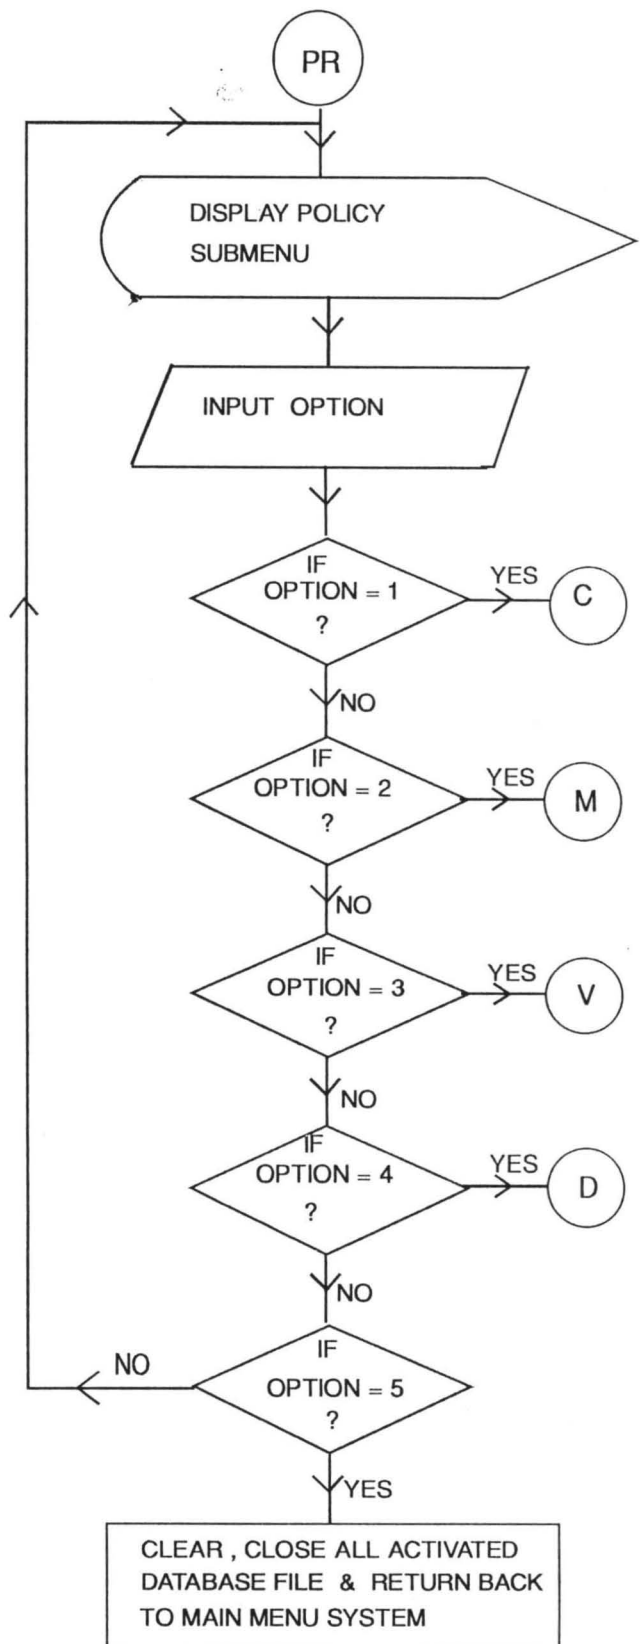 PR
DISPLAY POLICY
SUBMENU
INPUT OPTION
IF
OPTION = 1
?
YES
C
NO
IF
OPTION = 2
?
YES
M
NO
IF
OPTION = 3
?
YES
V
NO
IF
OPTION = 4
?
YES
D
NO
IF
OPTION = 5
?
NO
YES
CLEAR , CLOSE ALL ACTIVATED
DATABASE FILE & RETURN BACK
TO MAIN MENU SYSTEM